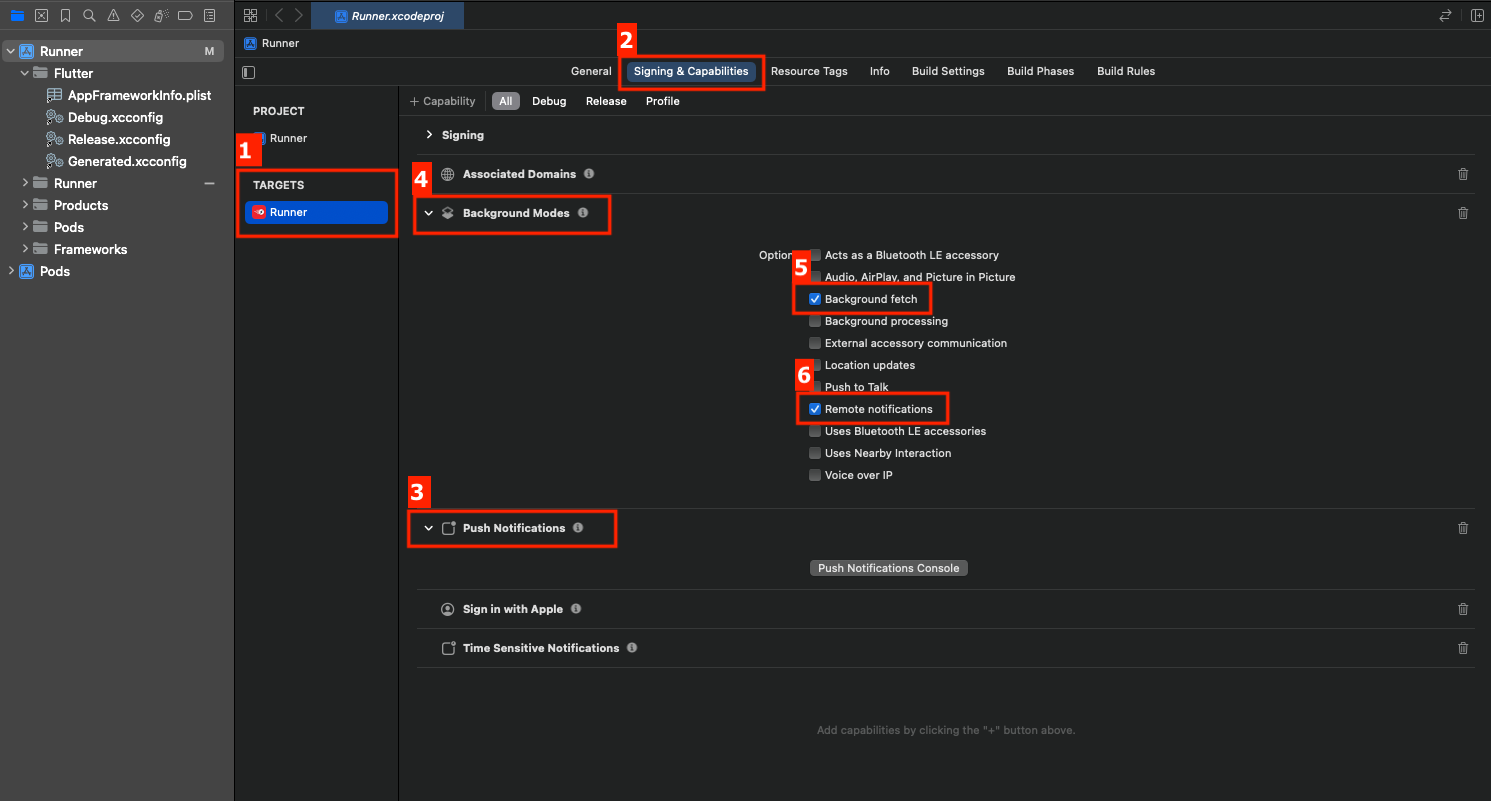 Runner.xcodeproj
Runner M
Flutter
AppFrameworkInfo.plist
Debug.xcconfig
Release.xcconfig
Generated.xcconfig
Runner
Products
Pods
Frameworks
Pods
Runner
2
General Signing & Capabilities Resource Tags Info Build Settings Build Phases Build Rules
PROJECT
Runner
1
TARGETS
Runner
+ Capability All Debug Release Profile
Signing
Associated Domains
4
Background Modes
Option
Acts as a Bluetooth LE accessory
5
Audio, AirPlay, and Picture in Picture
Background fetch
Background processing
External accessory communication
Location updates
6
Push to Talk
Remote notifications
Uses Bluetooth LE accessories
Uses Nearby Interaction
Voice over IP
3
Push Notifications
Push Notifications Console
Sign in with Apple
Time Sensitive Notifications
Add capabilities by clicking the "+" button above.